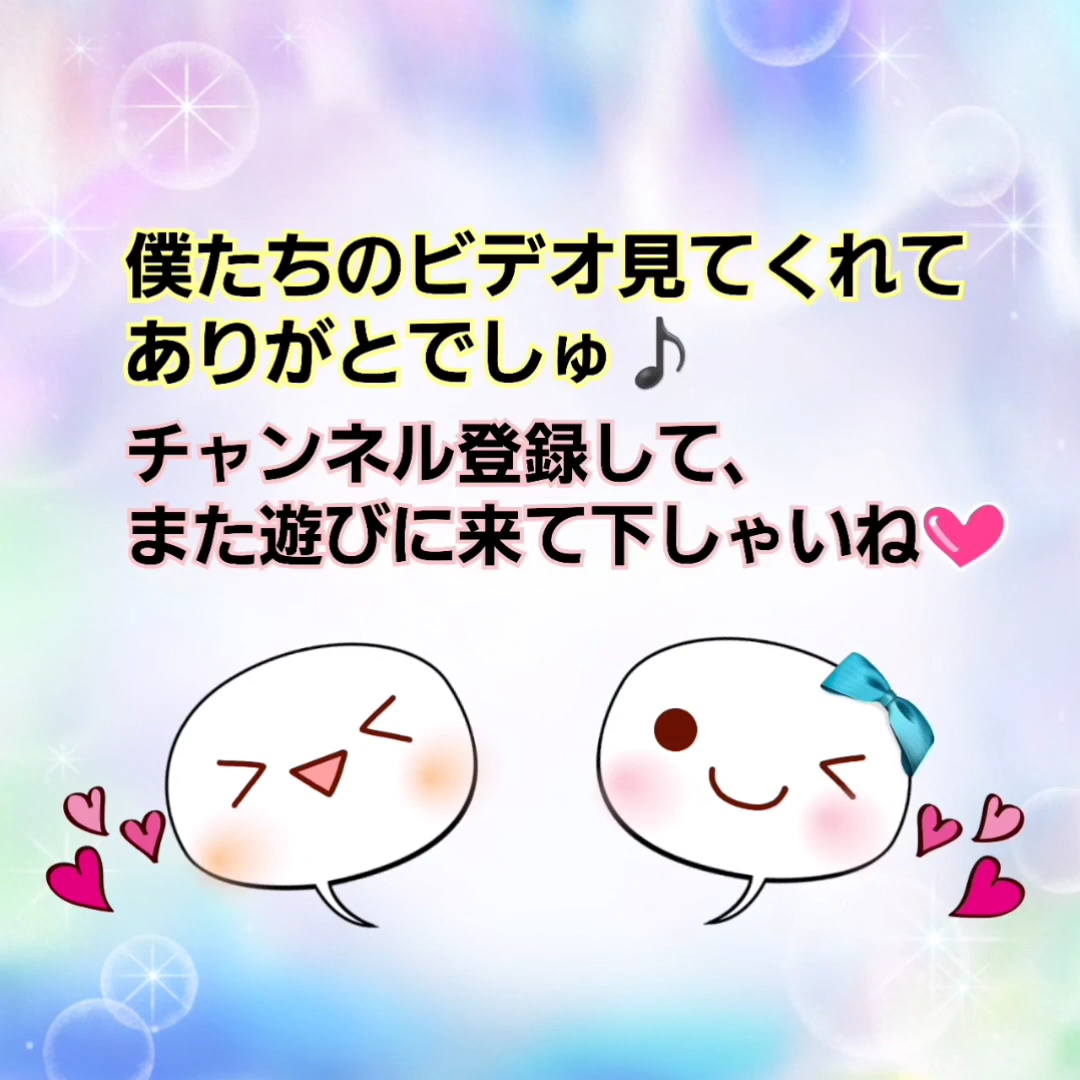 僕たちのビデオ見てくれて
ありがとでしゅ♪
チャンネル登録して、
また遊びに来て下しゃいね💗